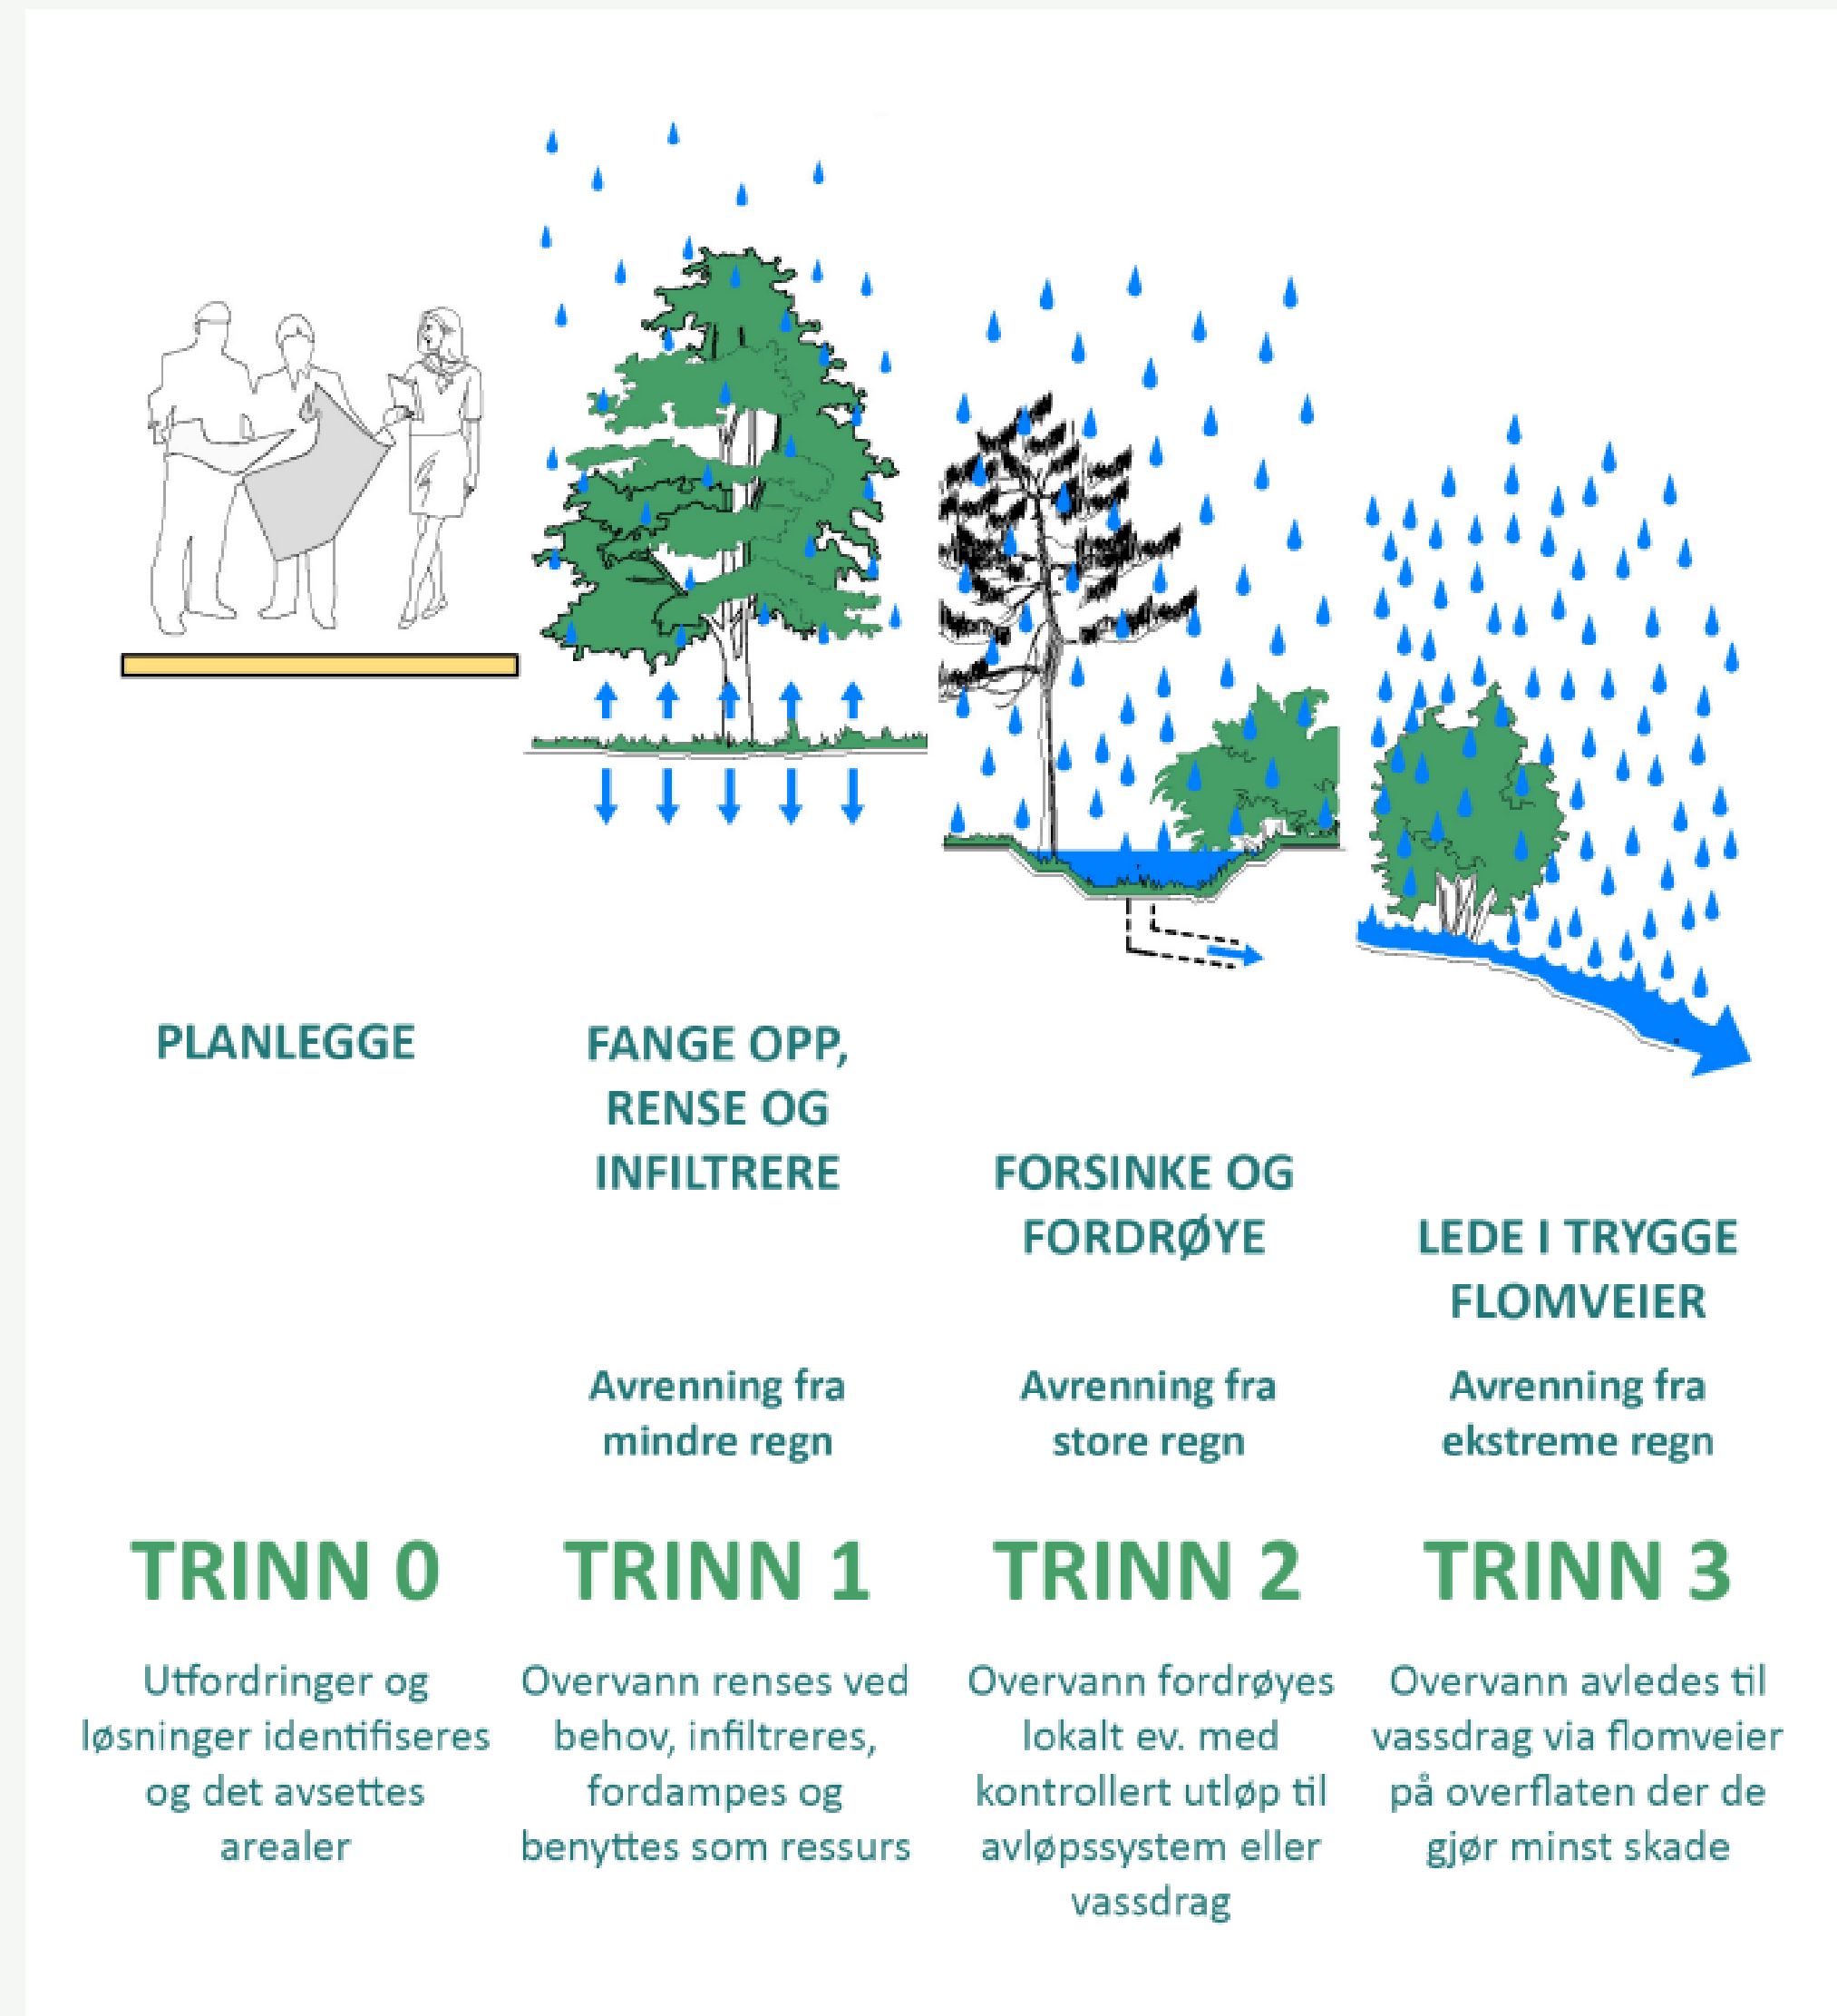 PLANLEGGE
FANGE OPP,
RENSE OG
INFILTRERE
FORSINKE OG
FORDRØYE
LEDE I TRYGGE
FLOMVEIER
Avrenning fra
mindre regn
Avrenning fra
store regn
Avrenning fra
ekstreme regn
TRINN 0
TRINN 1
TRINN 2
TRINN 3
Utfordringer og
løsninger identifiseres
og det avsettes
arealer
Overvann renses ved
behov, infiltreres,
fordampes og
benyttes som ressurs
Overvann fordrøyes
lokalt ev. med
kontrollert utløp til
avløpssystem eller
vassdrag
Overvann avledes til
vassdrag via flomveier
på overflaten der de
gjør minst skade